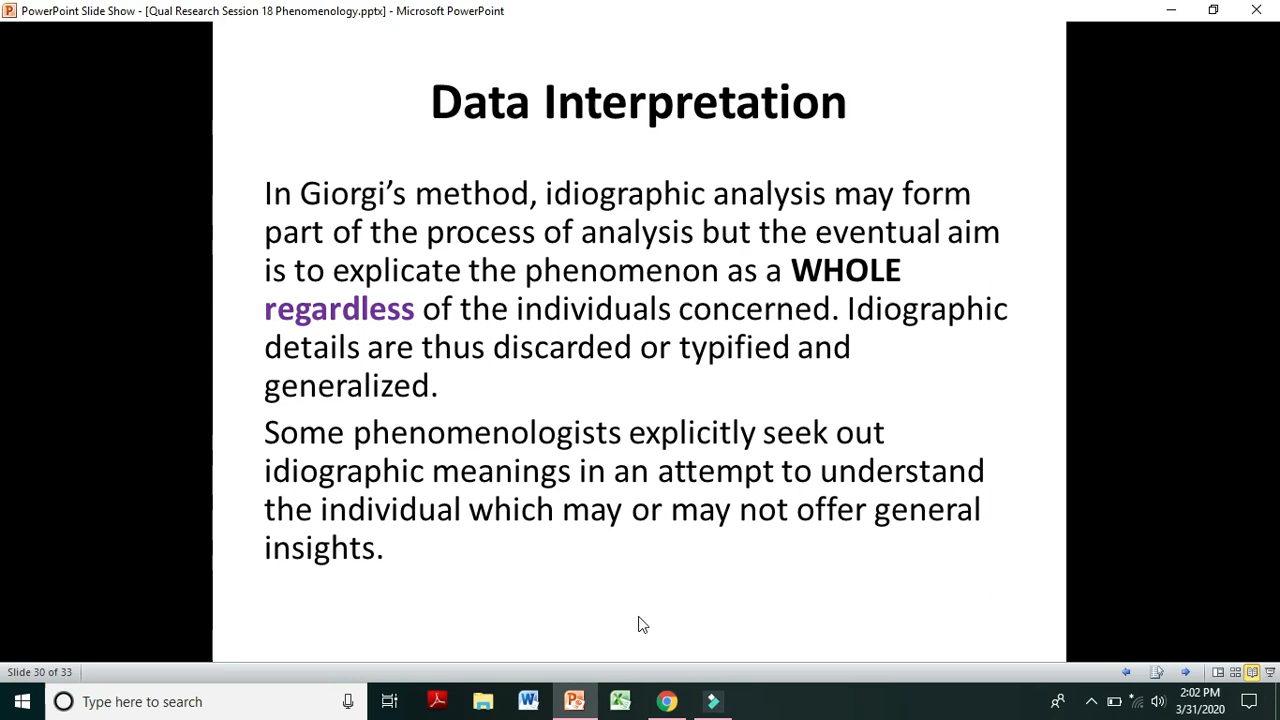 PowerPoint Slide Show - [Qual Research Session 18 Phenomenology.pptx] - Microsoft PowerPoint
Data Interpretation
In Giorgi’s method, idiographic analysis may form
part of the process of analysis but the eventual aim
is to explicate the phenomenon as a WHOLE
regardless of the individuals concerned. Idiographic
details are thus discarded or typified and
generalized.
Some phenomenologists explicitly seek out
idiographic meanings in an attempt to understand
the individual which may or may not offer general
insights.
Slide 30 of 33
Type here to search
2:02 PM
3/31/2020